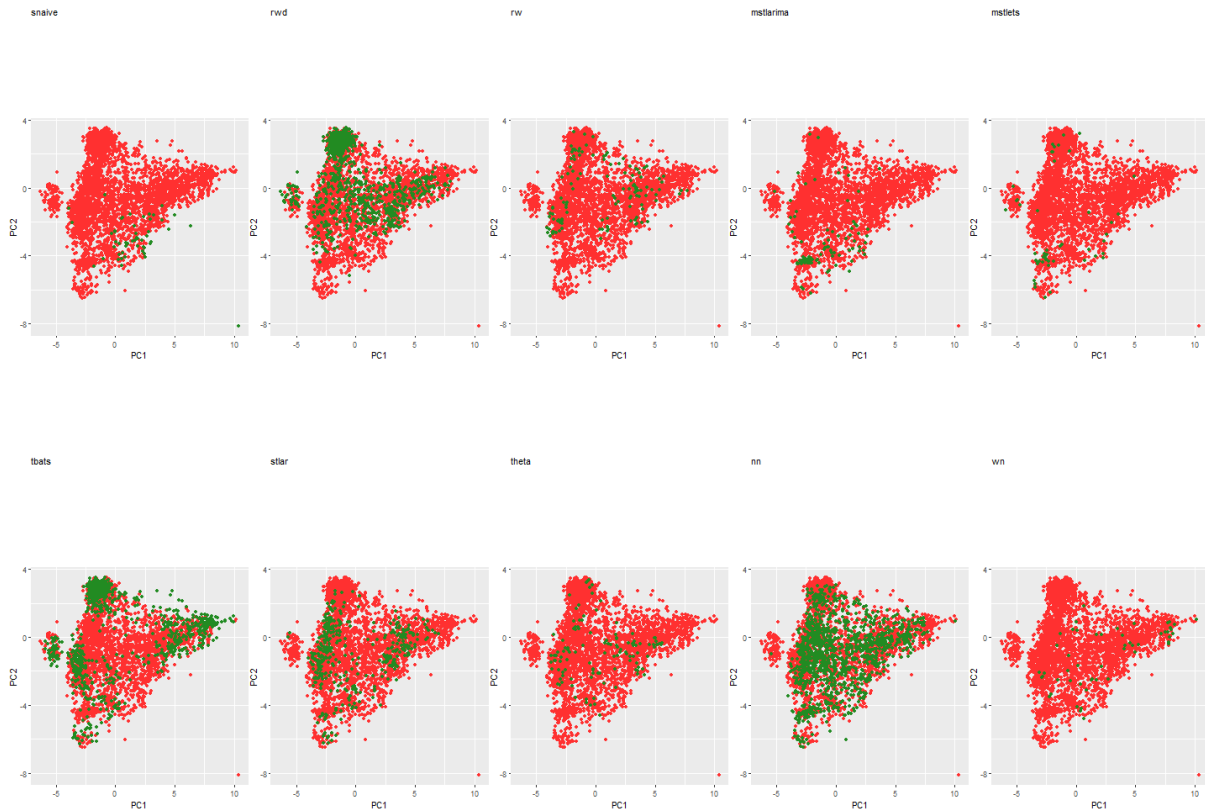 snaive rwd rw mstlarima mstlets
4 4 4 4 4
0 0 0 0 0
PC2 PC2 PC2 PC2 PC2
-4 -4 -4 -4 -4
-8 -8 -8 -8 -8
-5 0 5 10 -5 0 5 10 -5 0 5 10 -5 0 5 10 -5 0 5 10
PC1 PC1 PC1 PC1 PC1
tbats stlar theta nn wn
4 4 4 4 4
0 0 0 0 0
PC2 PC2 PC2 PC2 PC2
-4 -4 -4 -4 -4
-8 -8 -8 -8 -8
-5 0 5 10 -5 0 5 10 -5 0 5 10 -5 0 5 10 -5 0 5 10
PC1 PC1 PC1 PC1 PC1